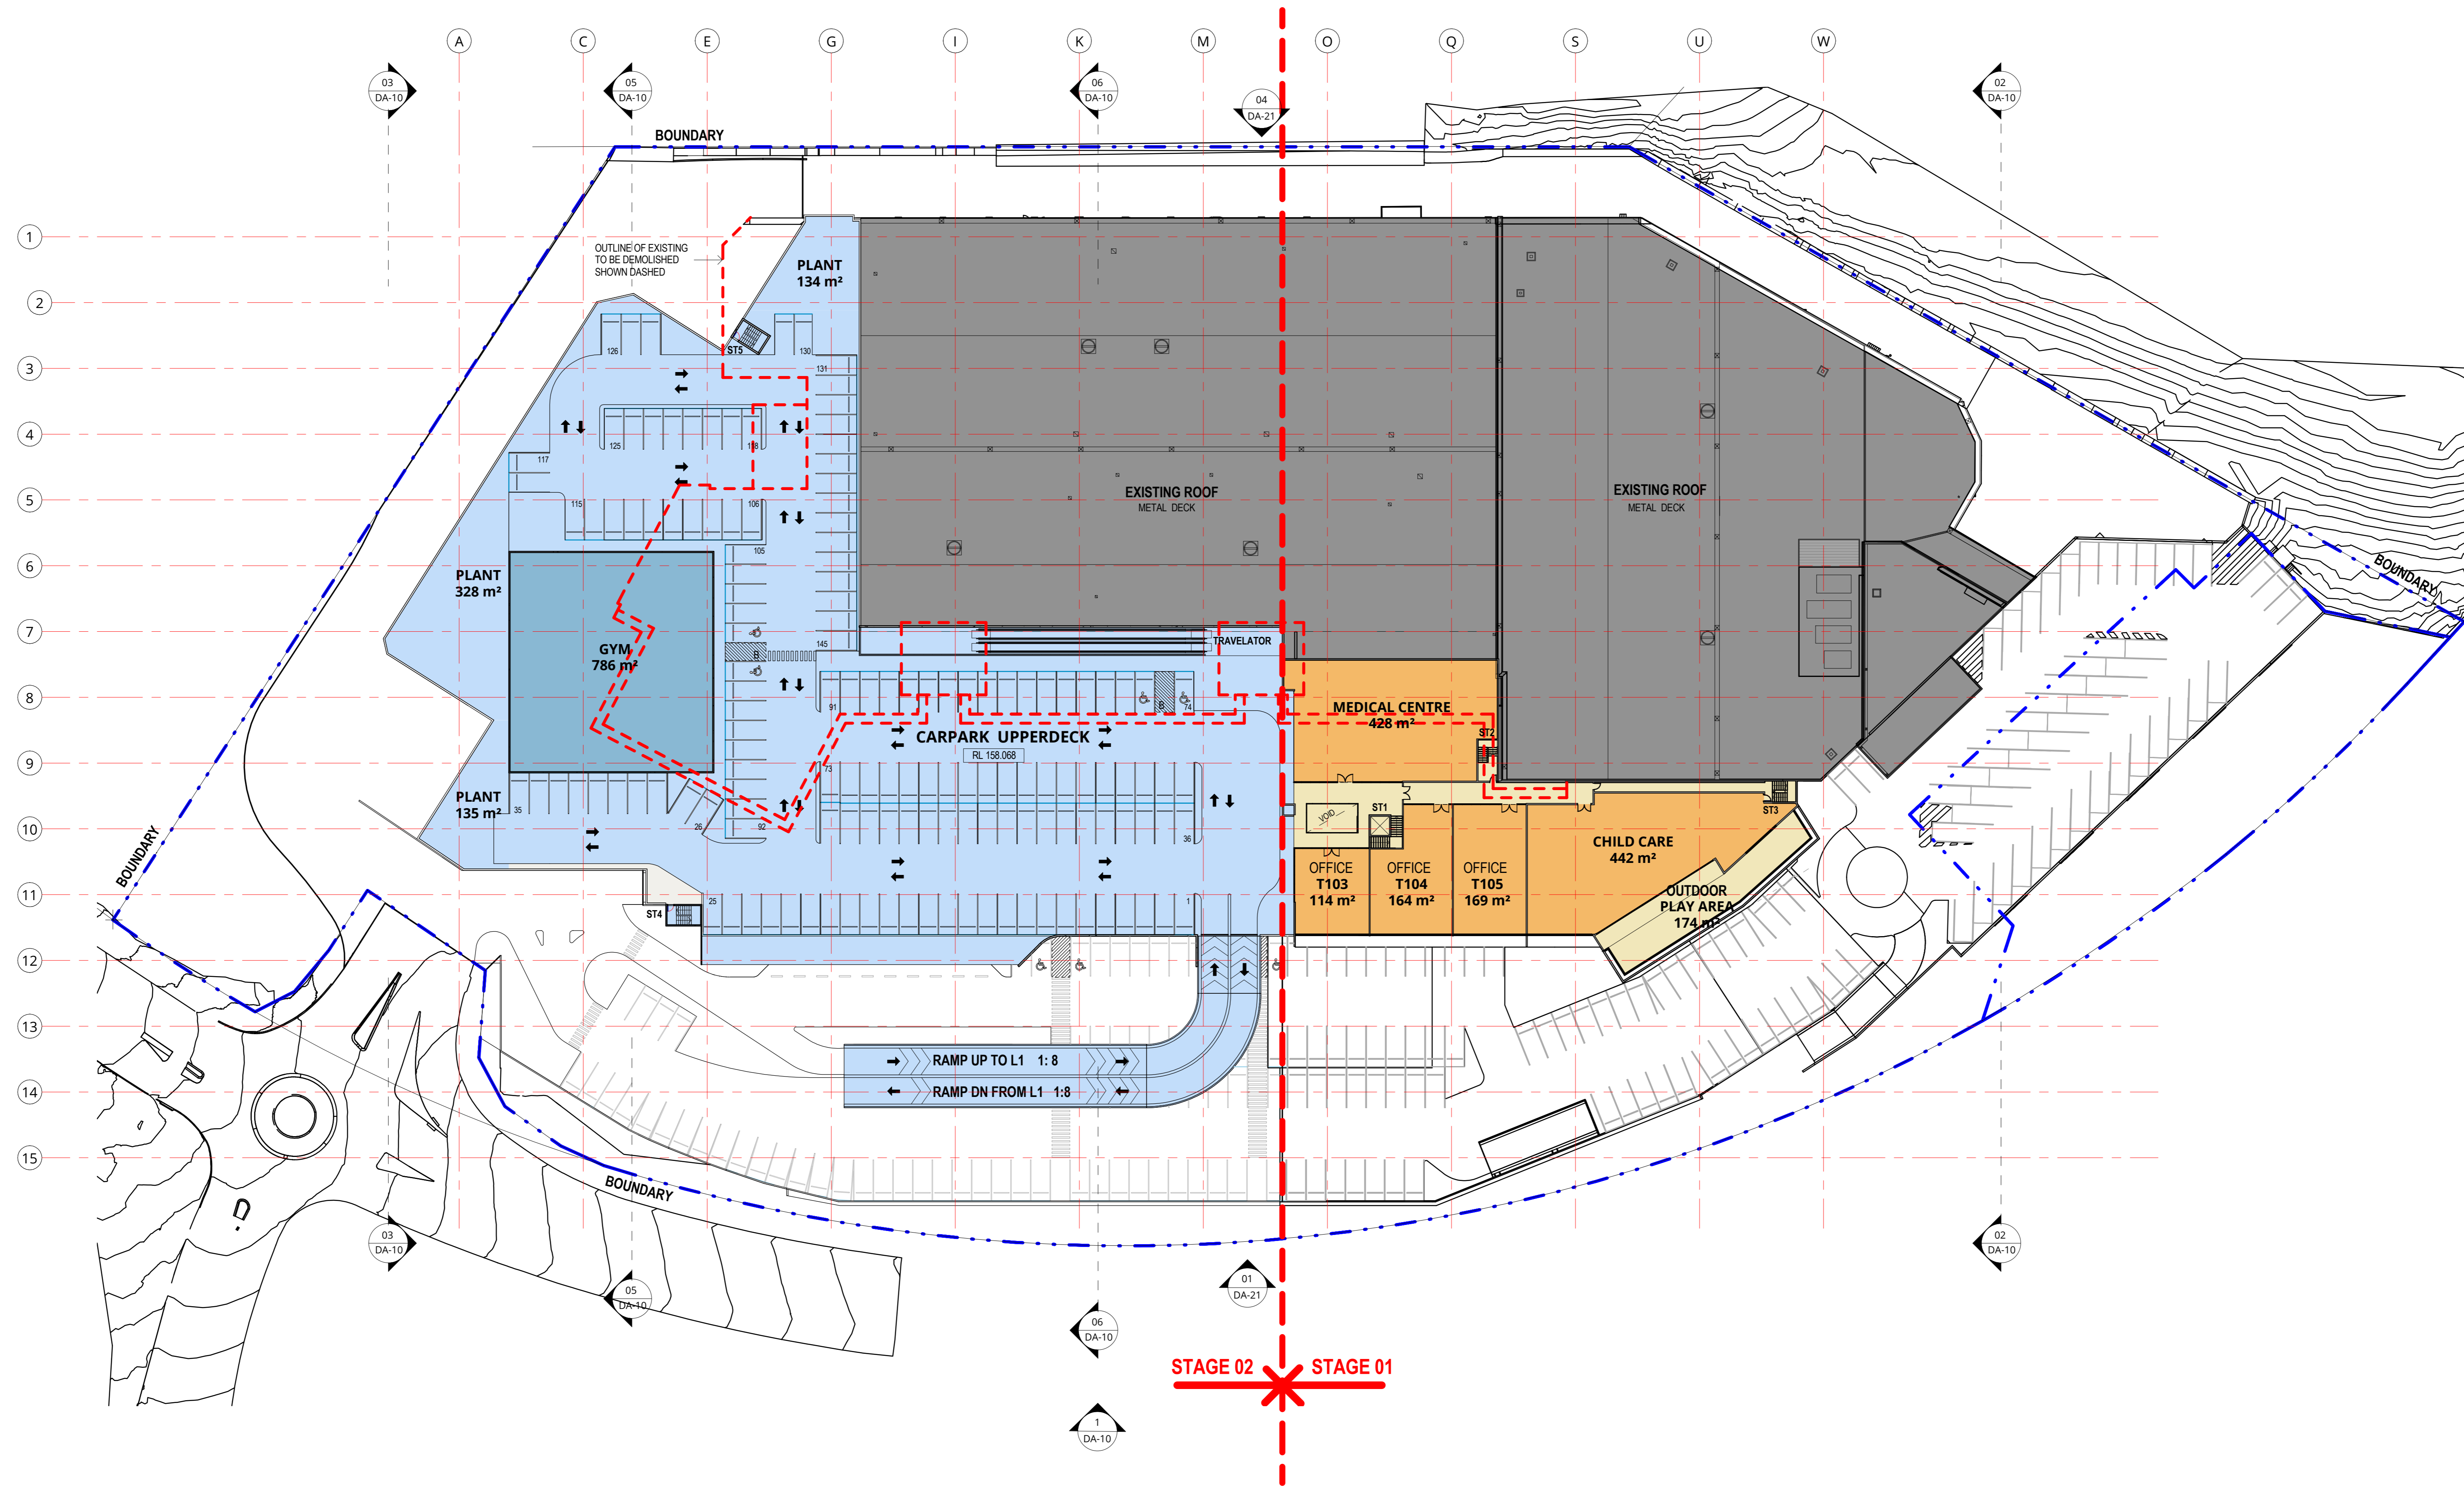 A C E G I K M O Q S U W
03
DA-10
05
DA-10
06
DA-10
04
DA-21
02
DA-10
BOUNDARY
1
OUTLINE OF EXISTING
TO BE DEMOLISHED
SHOWN DASHED
PLANT
134 m²
2
ST5
126
130
3
131
4
125
118
117
5
EXISTING ROOF
METAL DECK
EXISTING ROOF
METAL DECK
115
106
105
6
BOUNDARY
PLANT
328 m²
7
TRAVELATOR
GYM
786 m²
145
B
8
91
B
74
MEDICAL CENTRE
428 m²
CARPARK UPPERDECK
RL 158.068
ST2
9
73
PLANT
135 m²
35
26
92
10
36
VOID
ST1
ST3
CHILD CARE
442 m²
BOUNDARY
OFFICE
T103
114 m²
OFFICE
T104
164 m²
OFFICE
T105
169 m²
11
OUTDOOR
PLAY AREA
174 m²
25
1
ST4
12
13
RAMP UP TO L1 1: 8
14
RAMP DN FROM L1 1:8
15
BOUNDARY
03
DA-10
02
DA-10
05
DA-10
01
DA-21
06
DA-10
STAGE 02
STAGE 01
1
DA-10